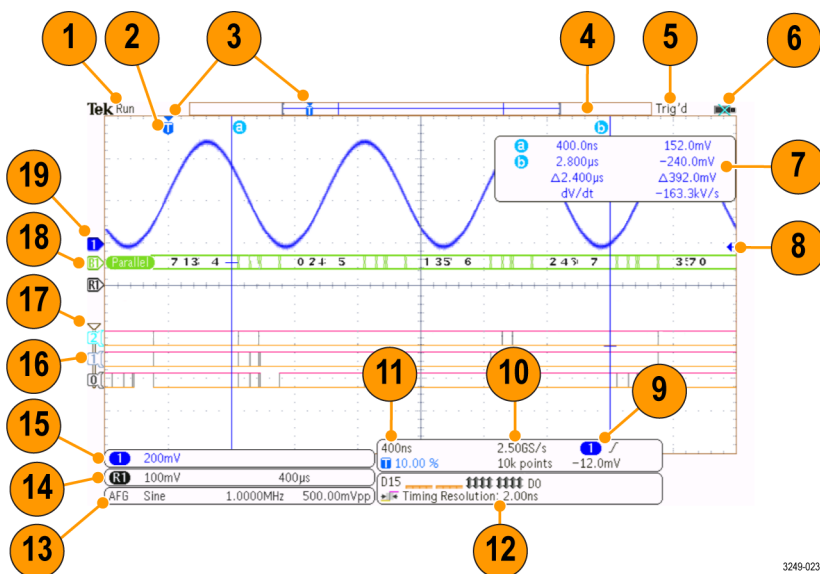 1 2 3 4 5 6
Tek Run Trig'd
T T
a b
a 400.0ns 152.0mV
b 2.800µs -240.0mV
Δ2.400µs Δ392.0mV
dV/dt -163.3kV/s
7
19
1
8
18
B1 Parallel
R1
17
2
16
1
0
11 10 9
15
1 200mV
400ns 2.50GS/s 1
T 10.00 % 10k points -12.0mV
14
R1 100mV 400µs
D15 D0
Timing Resolution: 2.00ns
AFG Sine 1.0000MHz 500.00mVpp
13 12
3249-023